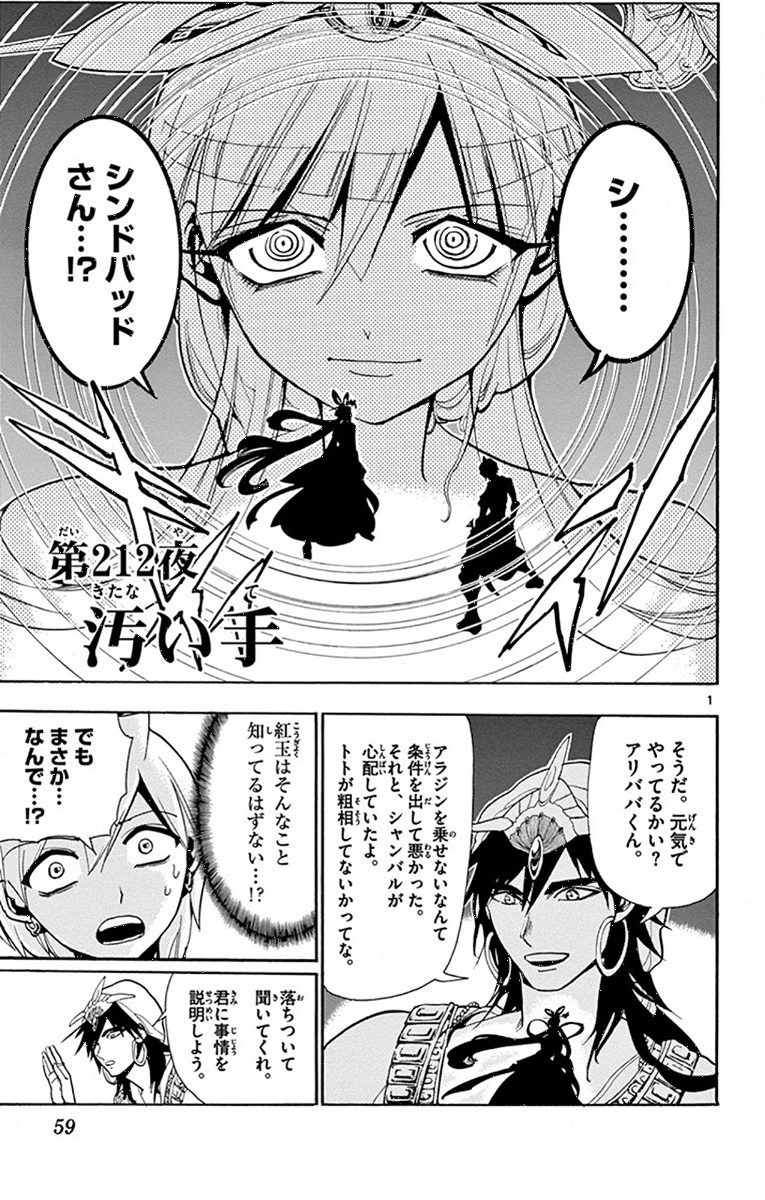 シ………
シンドバッド
さん…!?
第212夜
汚い手
1
そうだ。元気で
やってるかい?
アリババくん。
アラジンを乗せないなんて
条件を出して悪かった。
それと、シャンバルが
心配していたよ。
トトが粗相してないかってな。
紅玉はそんなこと
知ってるはずない…!?
でも
まさか…
なんで…!?
落ちついて
聞いてくれ。
君に事情を
説明しよう。
59